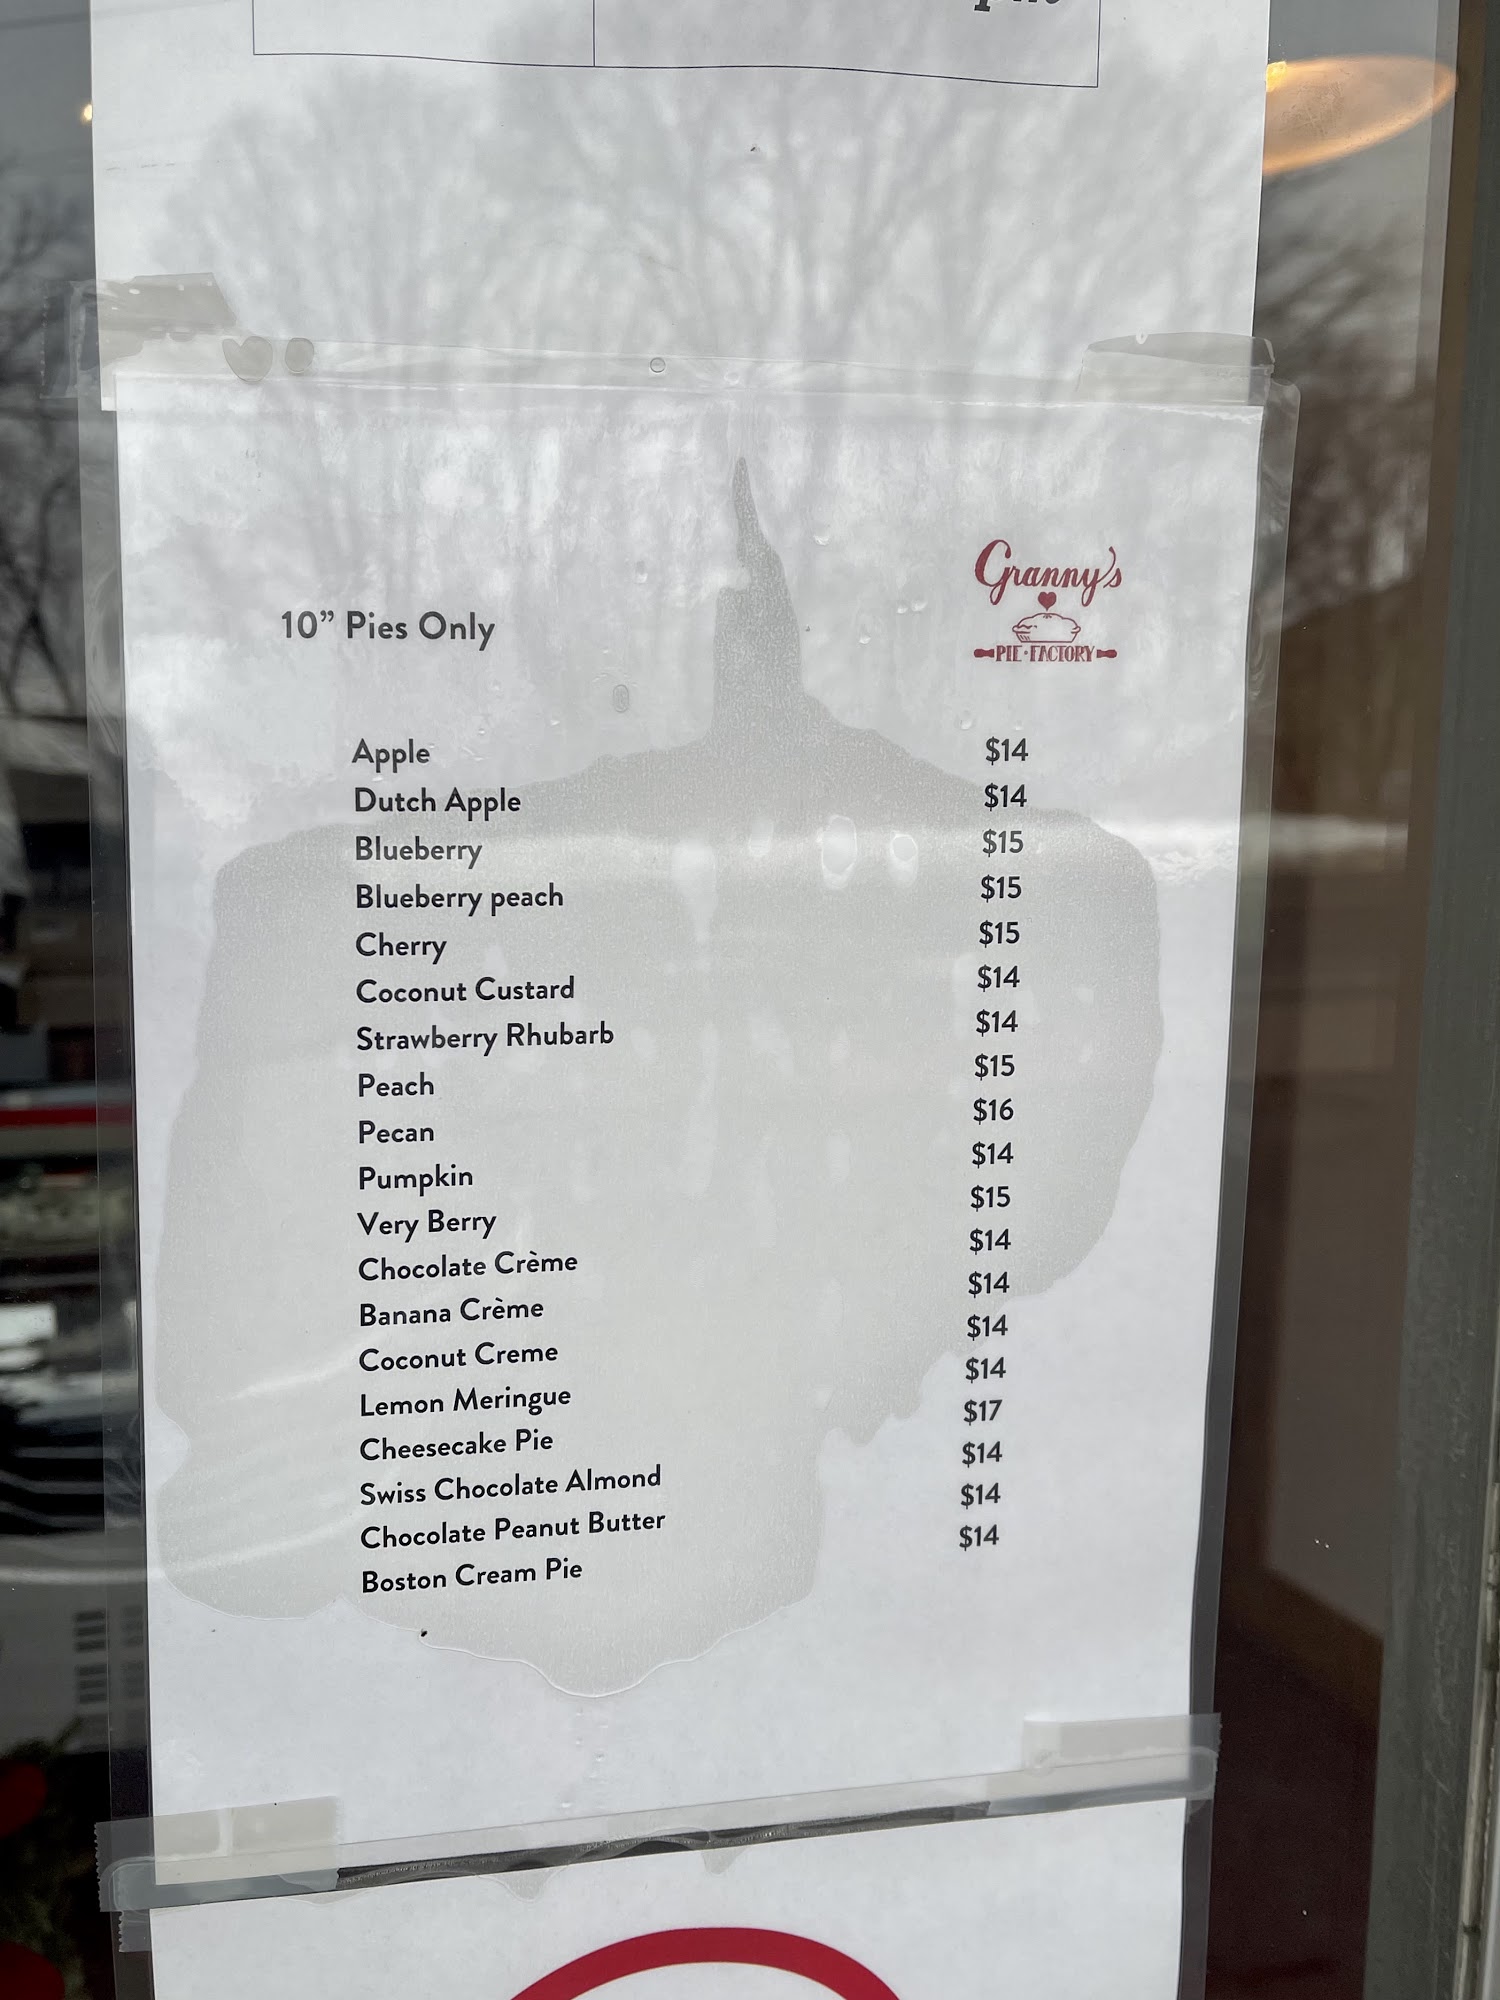 Granny's
PIE·FACTORY
10” Pies Only
Apple $14
Dutch Apple $14
Blueberry $15
Blueberry peach $15
Cherry $15
Coconut Custard $14
Strawberry Rhubarb $14
Peach $15
Pecan $16
Pumpkin $14
Very Berry $15
Chocolate Crème $14
Banana Crème $14
Coconut Creme $14
Lemon Meringue $14
Cheesecake Pie $17
Swiss Chocolate Almond $14
Chocolate Peanut Butter $14
Boston Cream Pie $14